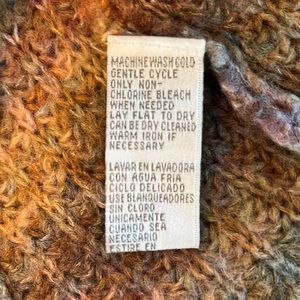 MACHINE WASH COLD
GENTLE CYCLE
ONLY NON-
CHLORINE BLEACH
WHEN NEEDED
LAY FLAT TO DRY
CAN BE DRY CLEANED
WARM IRON IF
NECESSARY
LAVAR EN LAVADORA
CON AGUA FRIA
CICLO DELICADO
USE BLANQUEADORES
SIN CLORO
UNICAMENTE
CUANDO SEA
NECESARIO
ESTIRE EN